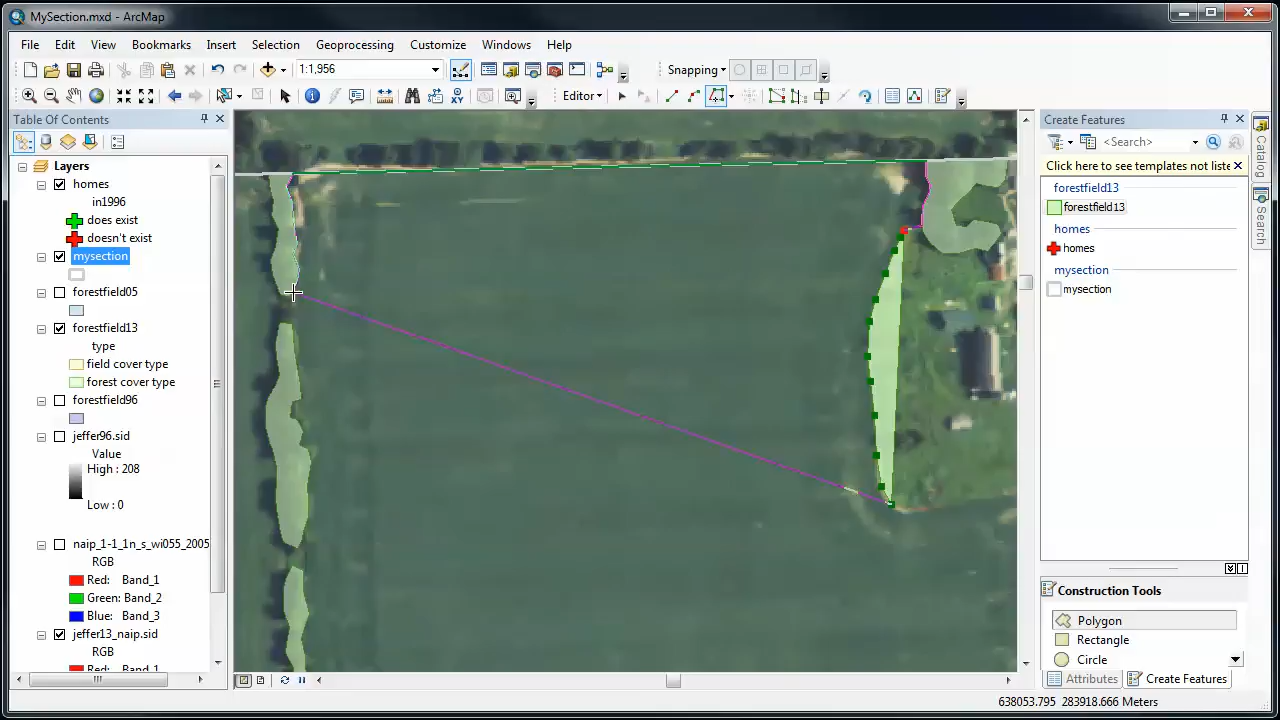 MySection.mxd - ArcMap
File Edit View Bookmarks Insert Selection Geoprocessing Customize Windows Help
1:1,956 Snapping
Editor
Table Of Contents
Layers
homes
in1996
does exist
doesn't exist
mysection
forestfield05
forestfield13
type
field cover type
forest cover type
forestfield96
jeffer96.sid
Value
High : 208
Low : 0
naip_1-1_1n_s_wi055_2005
RGB
Red: Band_1
Green: Band_2
Blue: Band_3
jeffer13_naip.sid
RGB
Red: Band_1
Create Features
<Search>
Click here to see templates not liste
forestfield13
forestfield13
homes
homes
mysection
mysection
Construction Tools
Polygon
Rectangle
Circle
Attributes Create Features
Catalog
Search
638053.795 283918.666 Meters